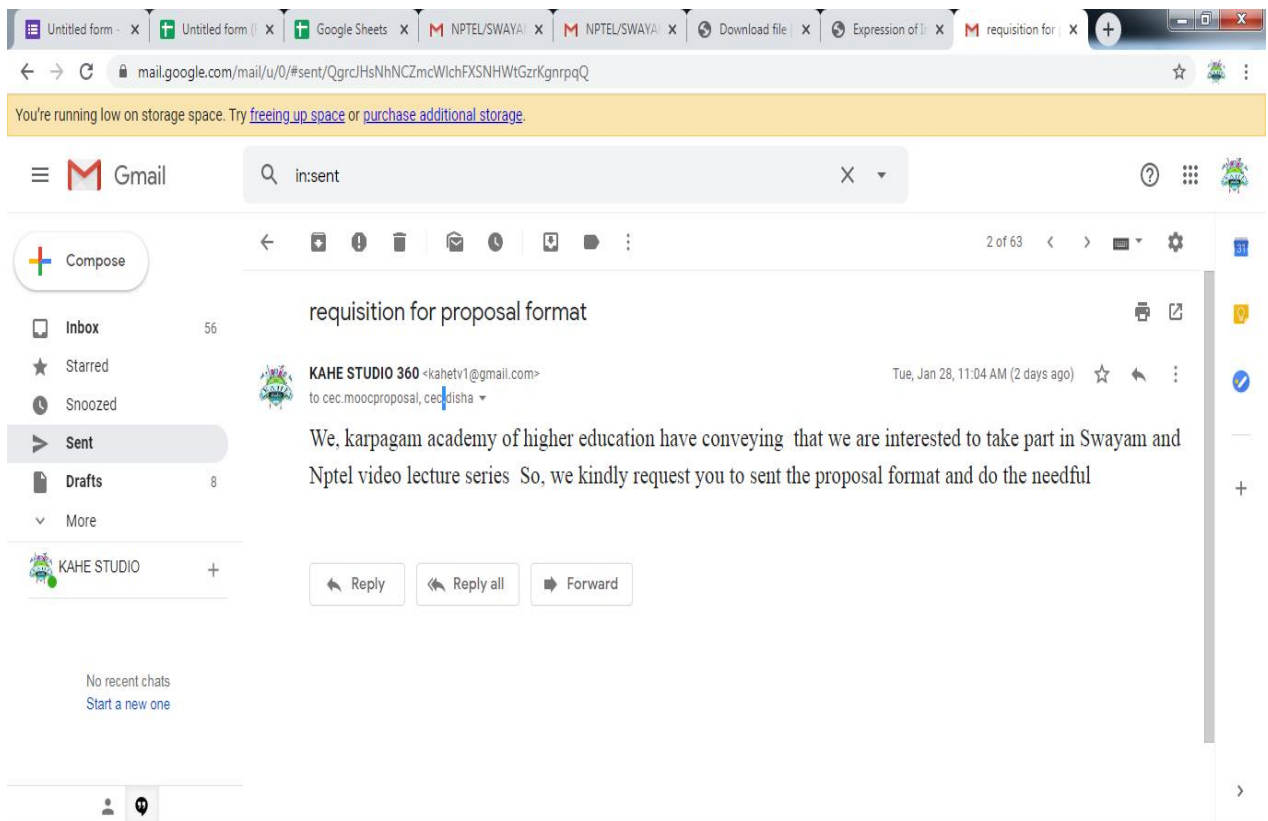 Untitled form - X Untitled form (I X Google Sheets X NPTEL/SWAYA X NPTEL/SWAYA X Download file | X Expression of In X requisition for p X
mail.google.com/mail/u/0/#sent/QgrcJHsNhNCZmcWlchFXSNHWtGzrKgnrpqQ
You're running low on storage space. Try freeing up space or purchase additional storage.
Gmail in:sent
Compose 2 of 63
31
requisition for proposal format
Inbox 56
Starred KAHE STUDIO 360 <kahetv1@gmail.com> Tue, Jan 28, 11:04 AM (2 days ago)
Snoozed to cec.moocproposal, cec.disha
Sent We, karpagam academy of higher education have conveying that we are interested to take part in Swayam and
Drafts 8 Nptel video lecture series So, we kindly request you to sent the proposal format and do the needful
More
KAHE STUDIO
Reply Reply all Forward
No recent chats
Start a new one